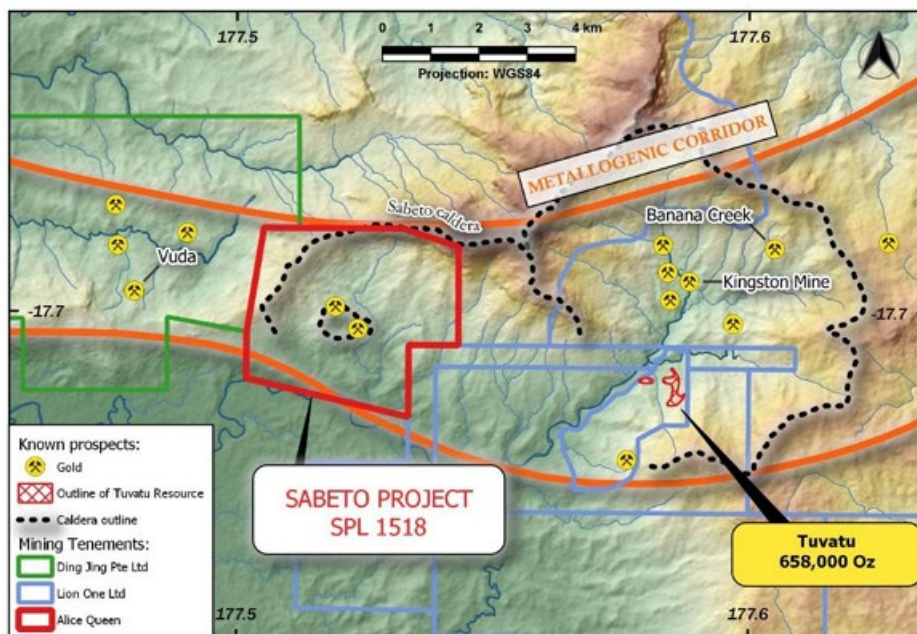 177.5
177.6
0 1 2 3 4 km
Projection: WGS84
METALLOGENIC CORRIDOR
Sabeto caldera
Banana Creek
Vuda
Kingston Mine
-17.7
-17.7
Known prospects:
Gold
Outline of Tuvatu Resource
Caldera outline
Mining Tenements:
Ding Jing Pte Ltd
Lion One Ltd
Alice Queen
SABETO PROJECT
SPL 1518
Tuvatu
658,000 Oz
177.5
177.6